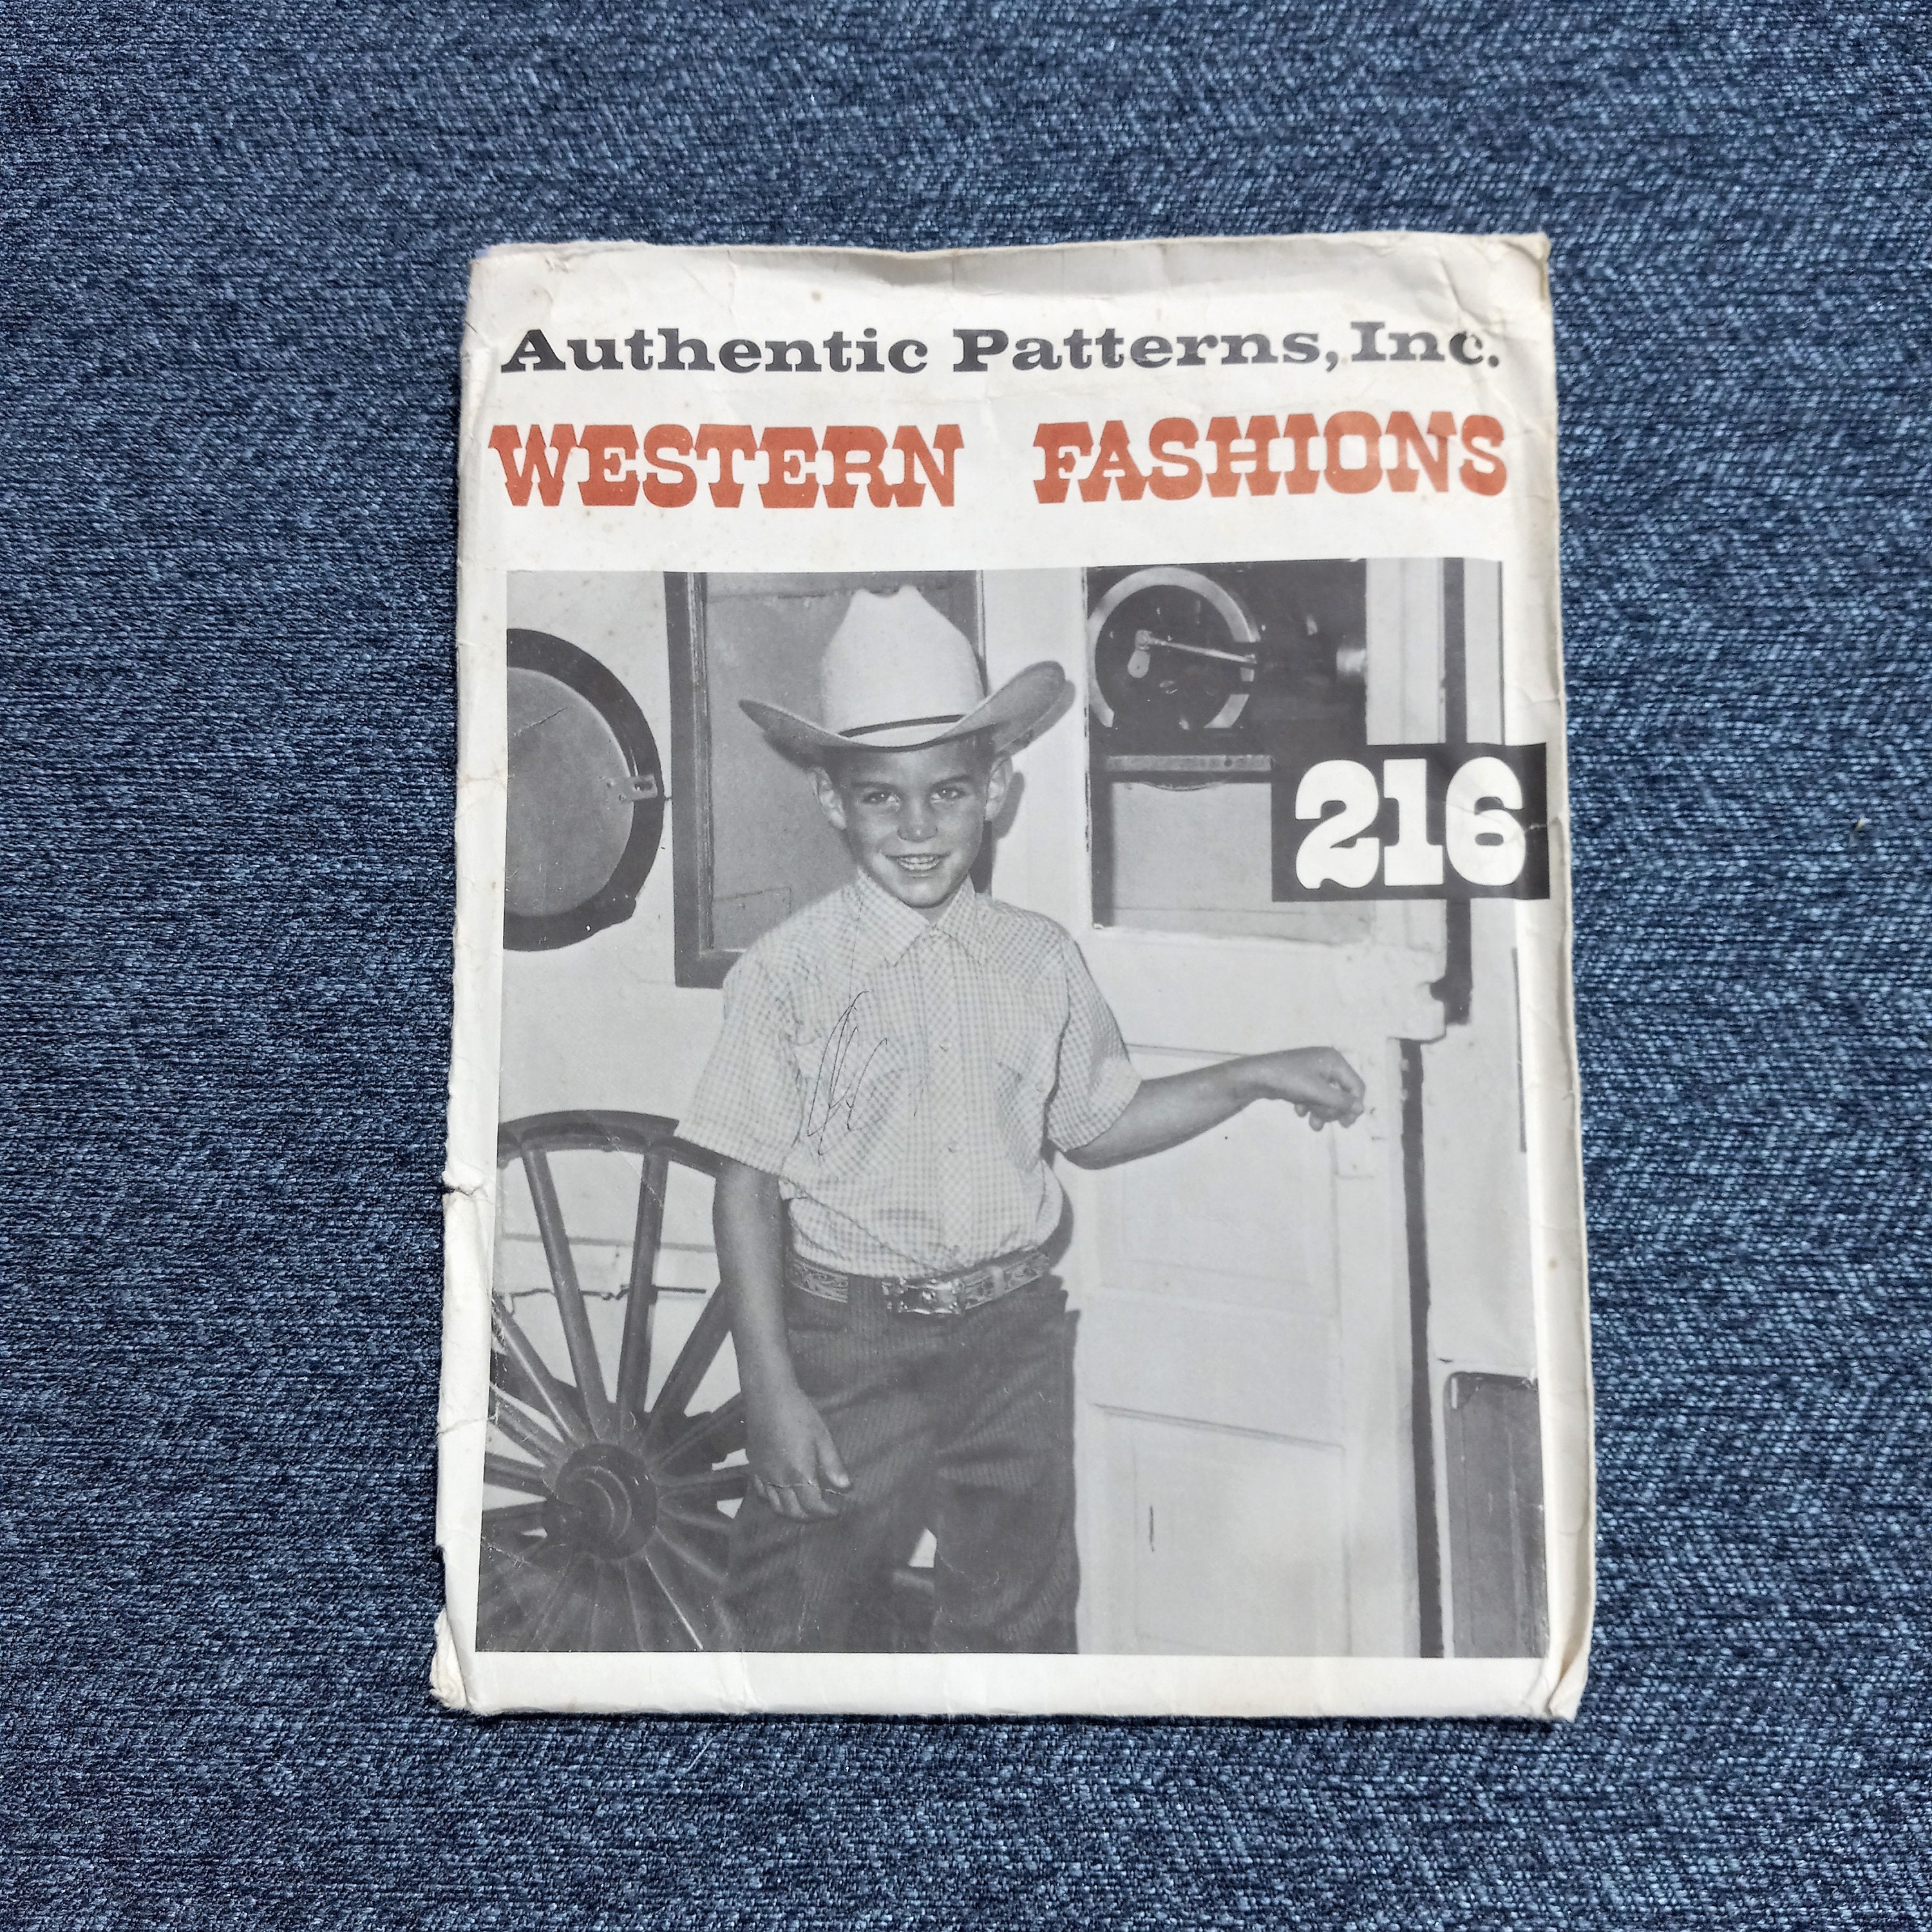 Authentic Patterns, Inc.
WESTERN FASHIONS
216